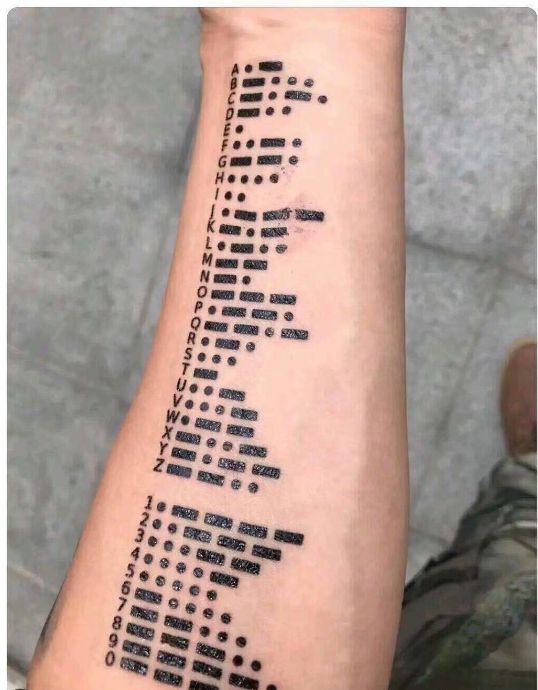 A •▬
B ▬•••
C ▬•▬•
D ▬••
E •
F ••▬•
G ▬▬•
H ••••
I ••
J •▬▬▬
K ▬•▬
L •▬••
M ▬▬
N ▬•
O ▬▬▬
P •▬▬•
Q ▬▬•▬
R •▬•
S •••
T ▬
U ••▬
V •••▬
W •▬▬
X ▬••▬
Y ▬•▬▬
Z ▬▬••
1 •▬▬▬▬
2 ••▬▬▬
3 •••▬▬
4 ••••▬
5 •••••
6 ▬••••
7 ▬▬•••
8 ▬▬▬••
9 ▬▬▬▬•
0